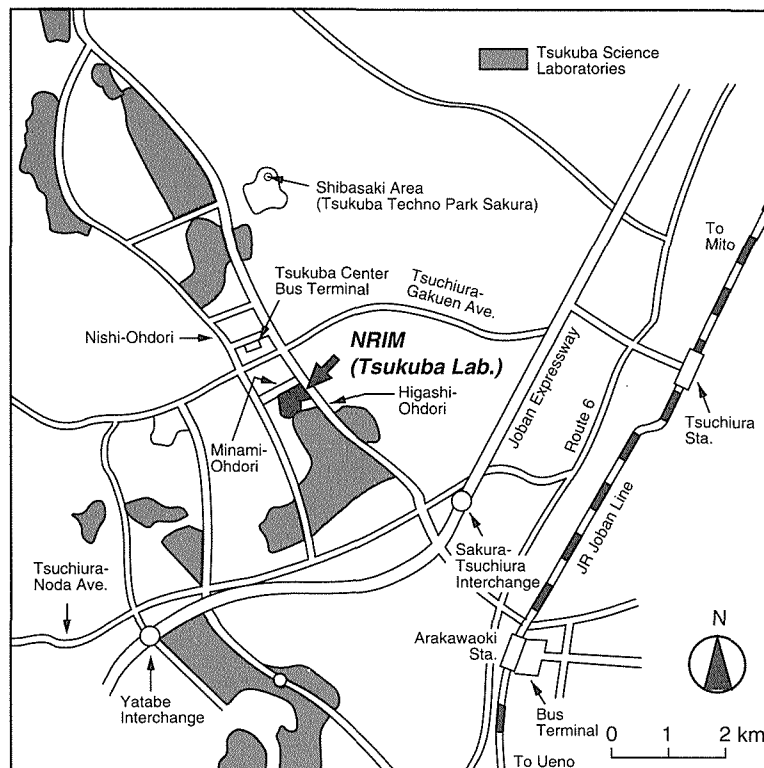 Tsukuba Science
Laboratories
Shibasaki Area
(Tsukuba Techno Park Sakura)
To
Mito
Tsukuba Center
Bus Terminal
Tsuchiura-
Gakuen Ave.
Nishi-Ohdori
NRIM
(Tsukuba Lab.)
Higashi-
Ohdori
Joban Expressway
Route 6
Tsuchiura
Sta.
Minami-
Ohdori
JR Joban Line
Sakura-
Tsuchiura
Interchange
Tsuchiura-
Noda Ave.
Arakawaoki
Sta.
N
Yatabe
Interchange
Bus
Terminal
0 1 2 km
To Ueno